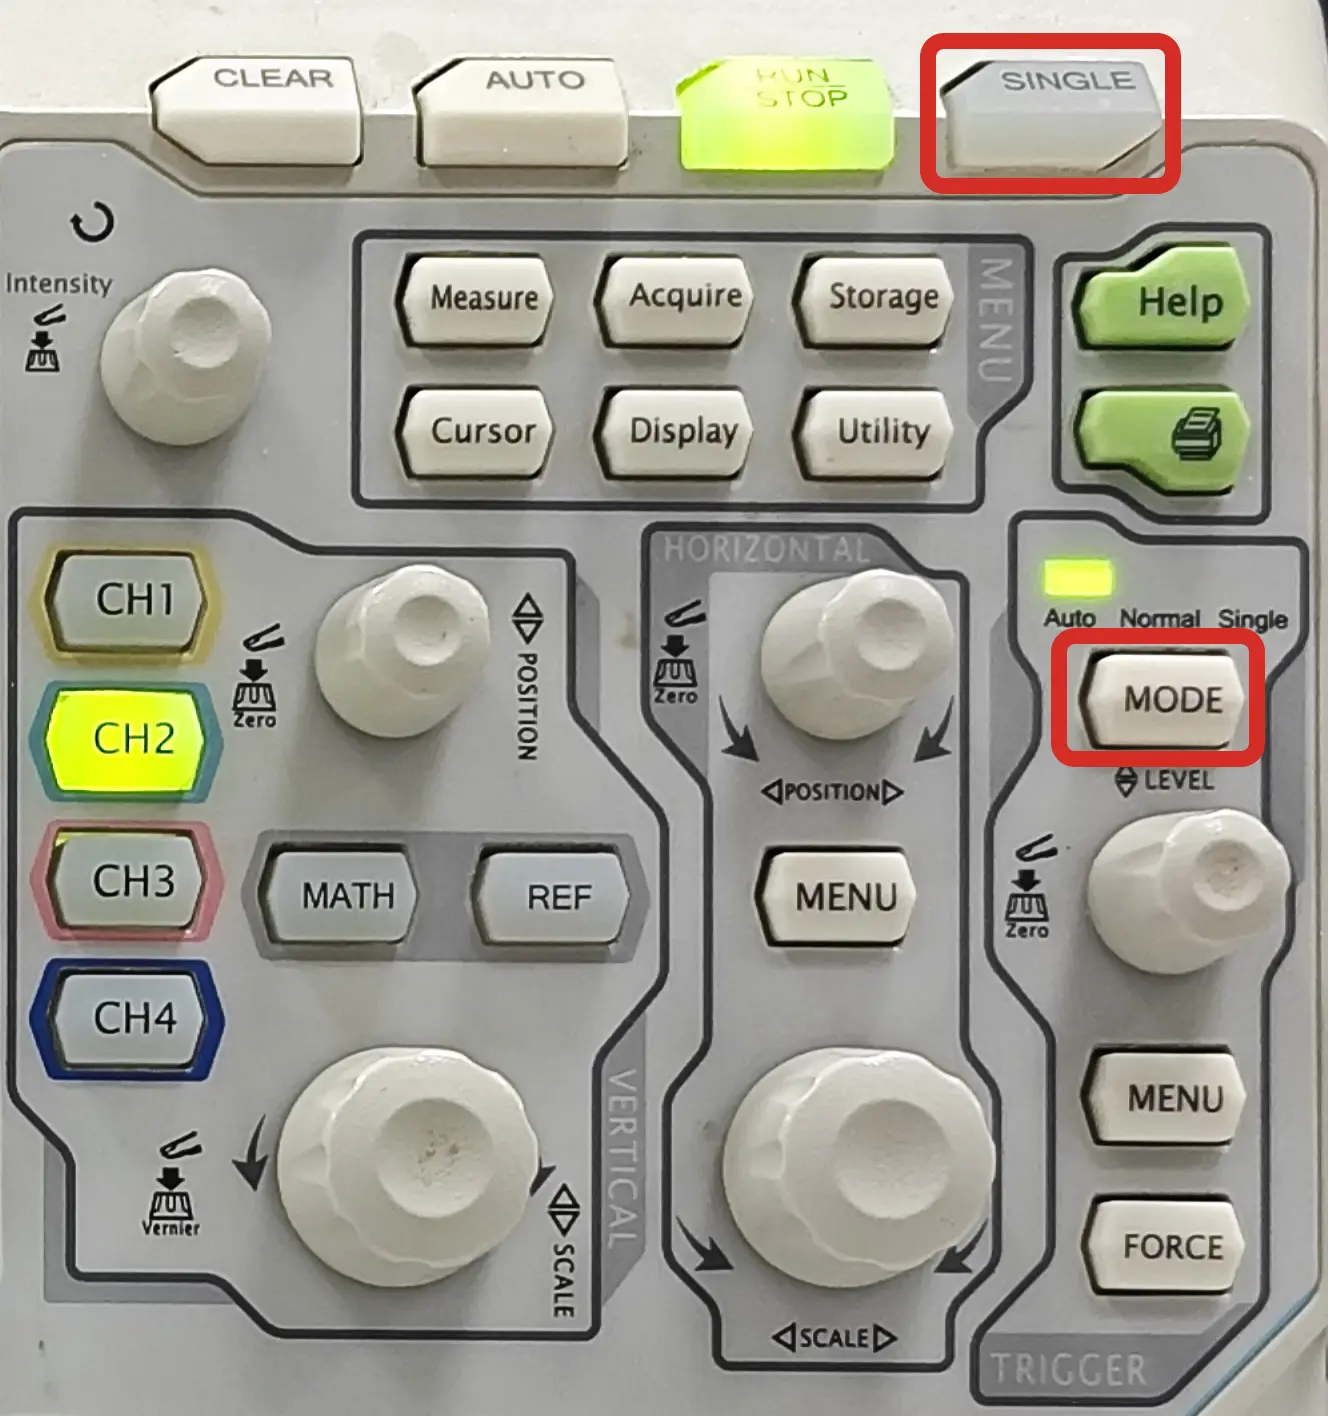 CLEAR
AUTO
RUN
STOP
SINGLE
Intensity
Measure
Acquire
Storage
MENU
Help
Cursor
Display
Utility
CH1
CH2
CH3
CH4
Zero
POSITION
MATH
REF
Vernier
SCALE
VERTICAL
HORIZONTAL
Zero
POSITION
MENU
SCALE
Auto Normal Single
MODE
LEVEL
Zero
MENU
FORCE
TRIGGER